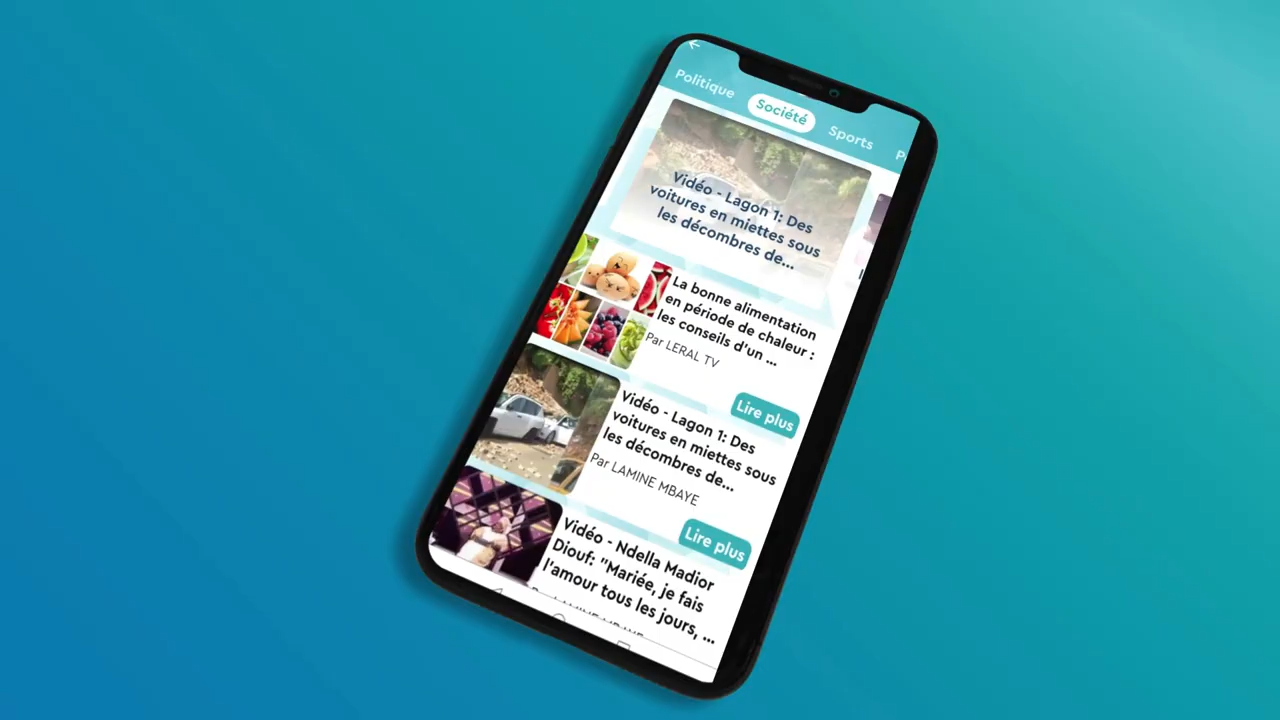 Politique
Société
Sports
P
Vidéo - Lagon 1: Des
voitures en miettes sous
les décombres de...
La bonne alimentation
en période de chaleur :
les conseils d'un ...
Par LERAL TV
Lire plus
Vidéo - Lagon 1: Des
voitures en miettes sous
les décombres de...
Par LAMINE MBAYE
Lire plus
Vidéo - Ndella Madior
Diouf: "Mariée, je fais
l'amour tous les jours, ...